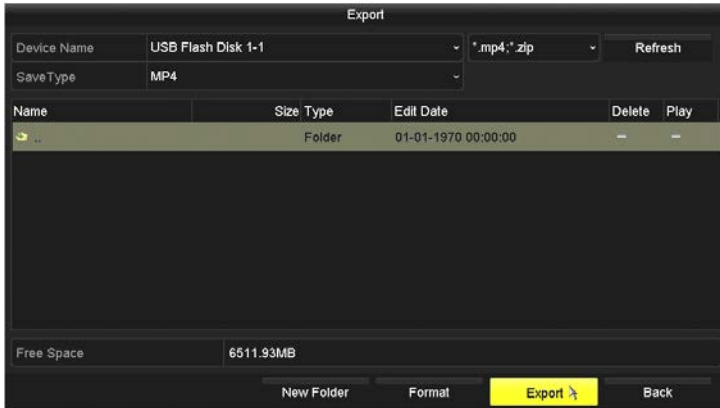 Export
Device Name USB Flash Disk 1-1 *.mp4;*.zip Refresh
SaveType MP4
Name Size Type Edit Date Delete Play
.. Folder 01-01-1970 00:00:00 – –
Free Space 6511.93MB
New Folder Format Export Back